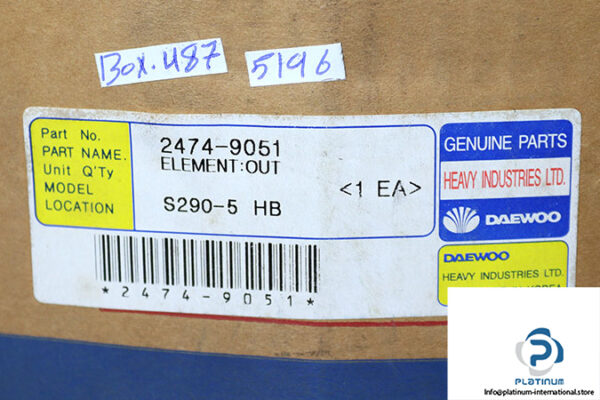 Box.487
5196
Part No.
PART NAME.
Unit Q'Ty
MODEL
LOCATION
2474-9051
ELEMENT:OUT
<1 EA>
S290-5 HB
*2474-9051*
GENUINE PARTS
HEAVY INDUSTRIES LTD.
DAEWOO
DAEWOO
HEAVY INDUSTRIES LTD.
PLATINUM
Info@platinum-international.store